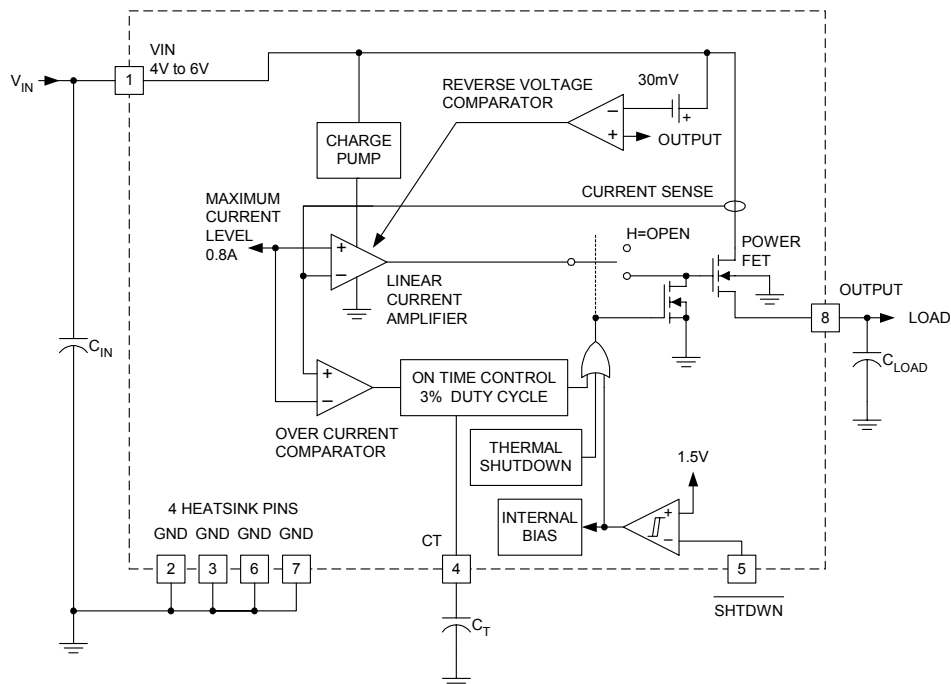 VIN
4V to 6V
V_IN
1
30mV
REVERSE VOLTAGE
COMPARATOR
−
+
+
OUTPUT
CHARGE
PUMP
CURRENT SENSE
MAXIMUM
CURRENT
LEVEL
0.8A
+
−
LINEAR
CURRENT
AMPLIFIER
H=OPEN
POWER
FET
OUTPUT
8
LOAD
C_IN
C_LOAD
+
−
ON TIME CONTROL
3% DUTY CYCLE
OVER CURRENT
COMPARATOR
THERMAL
SHUTDOWN
1.5V
4 HEATSINK PINS
GND GND GND GND
INTERNAL
BIAS
+
−
CT
2 3 6 7
4
5
SHTDWN
C_T